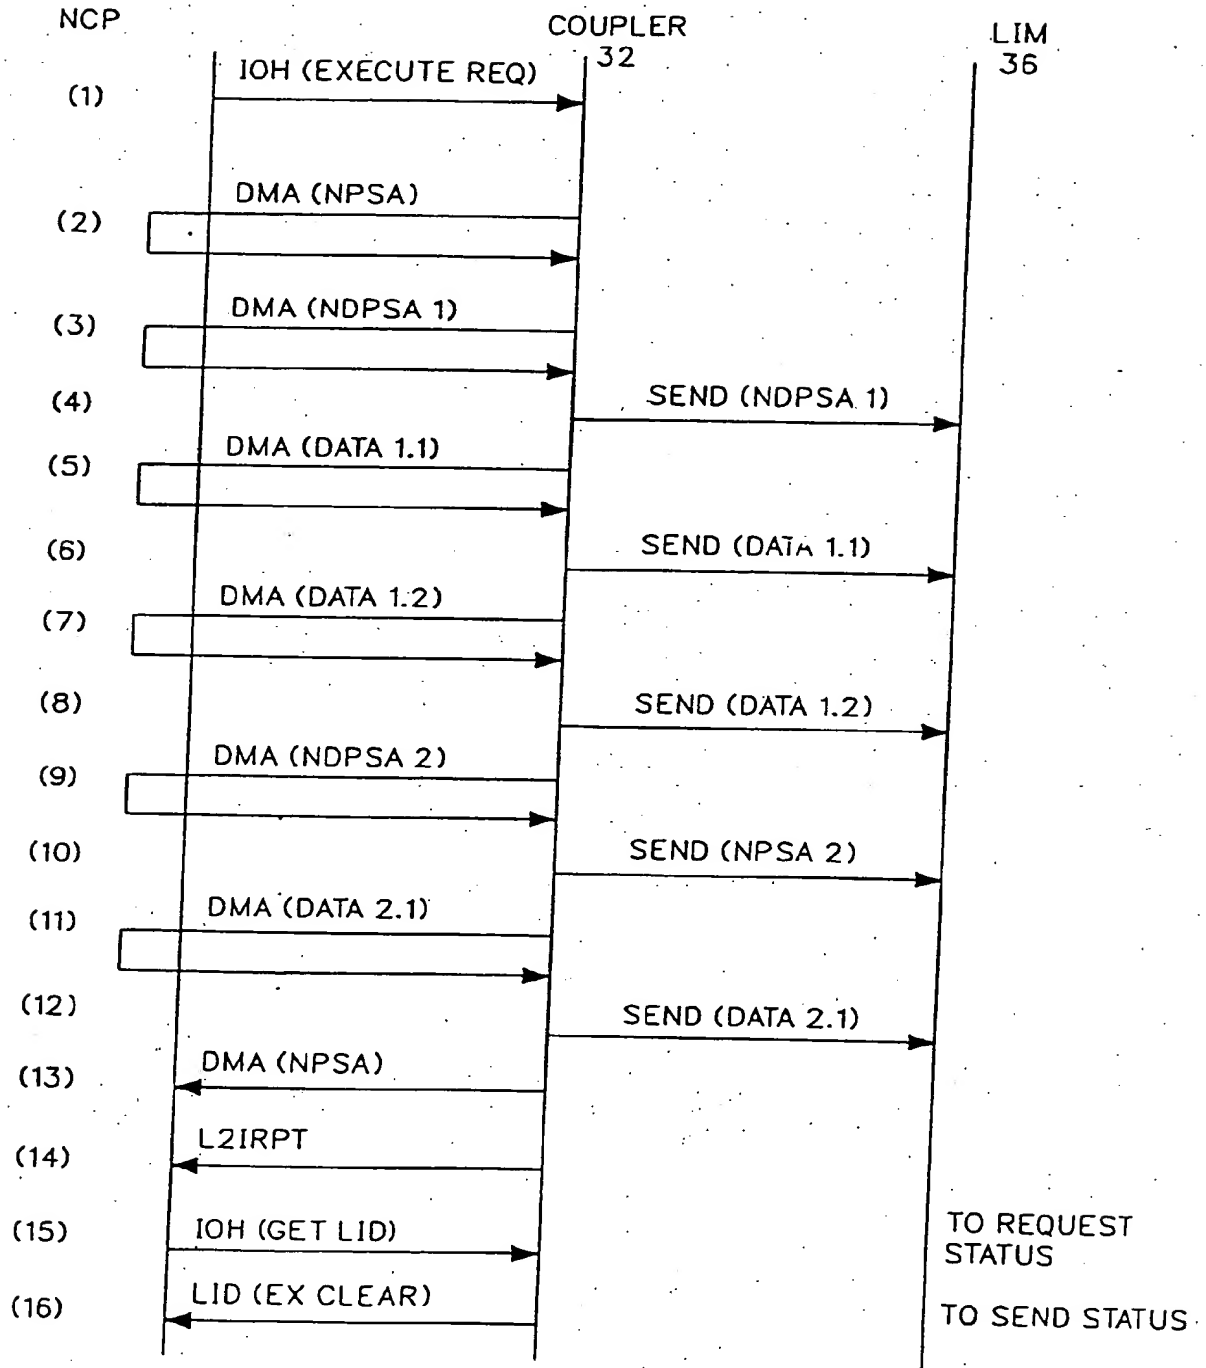 NCP
COUPLER
32
LIM
36
IOH (EXECUTE REQ)
(1)
DMA (NPSA)
(2)
DMA (NDPSA 1)
(3)
(4)
SEND (NDPSA 1)
DMA (DATA 1.1)
(5)
(6)
SEND (DATA 1.1)
DMA (DATA 1.2)
(7)
(8)
SEND (DATA 1.2)
DMA (NDPSA 2)
(9)
(10)
SEND (NPSA 2)
DMA (DATA 2.1)
(11)
(12)
SEND (DATA 2.1)
DMA (NPSA)
(13)
L2IRPT
(14)
(15)
IOH (GET LID)
TO REQUEST
STATUS
LID (EX CLEAR)
(16)
TO SEND STATUS